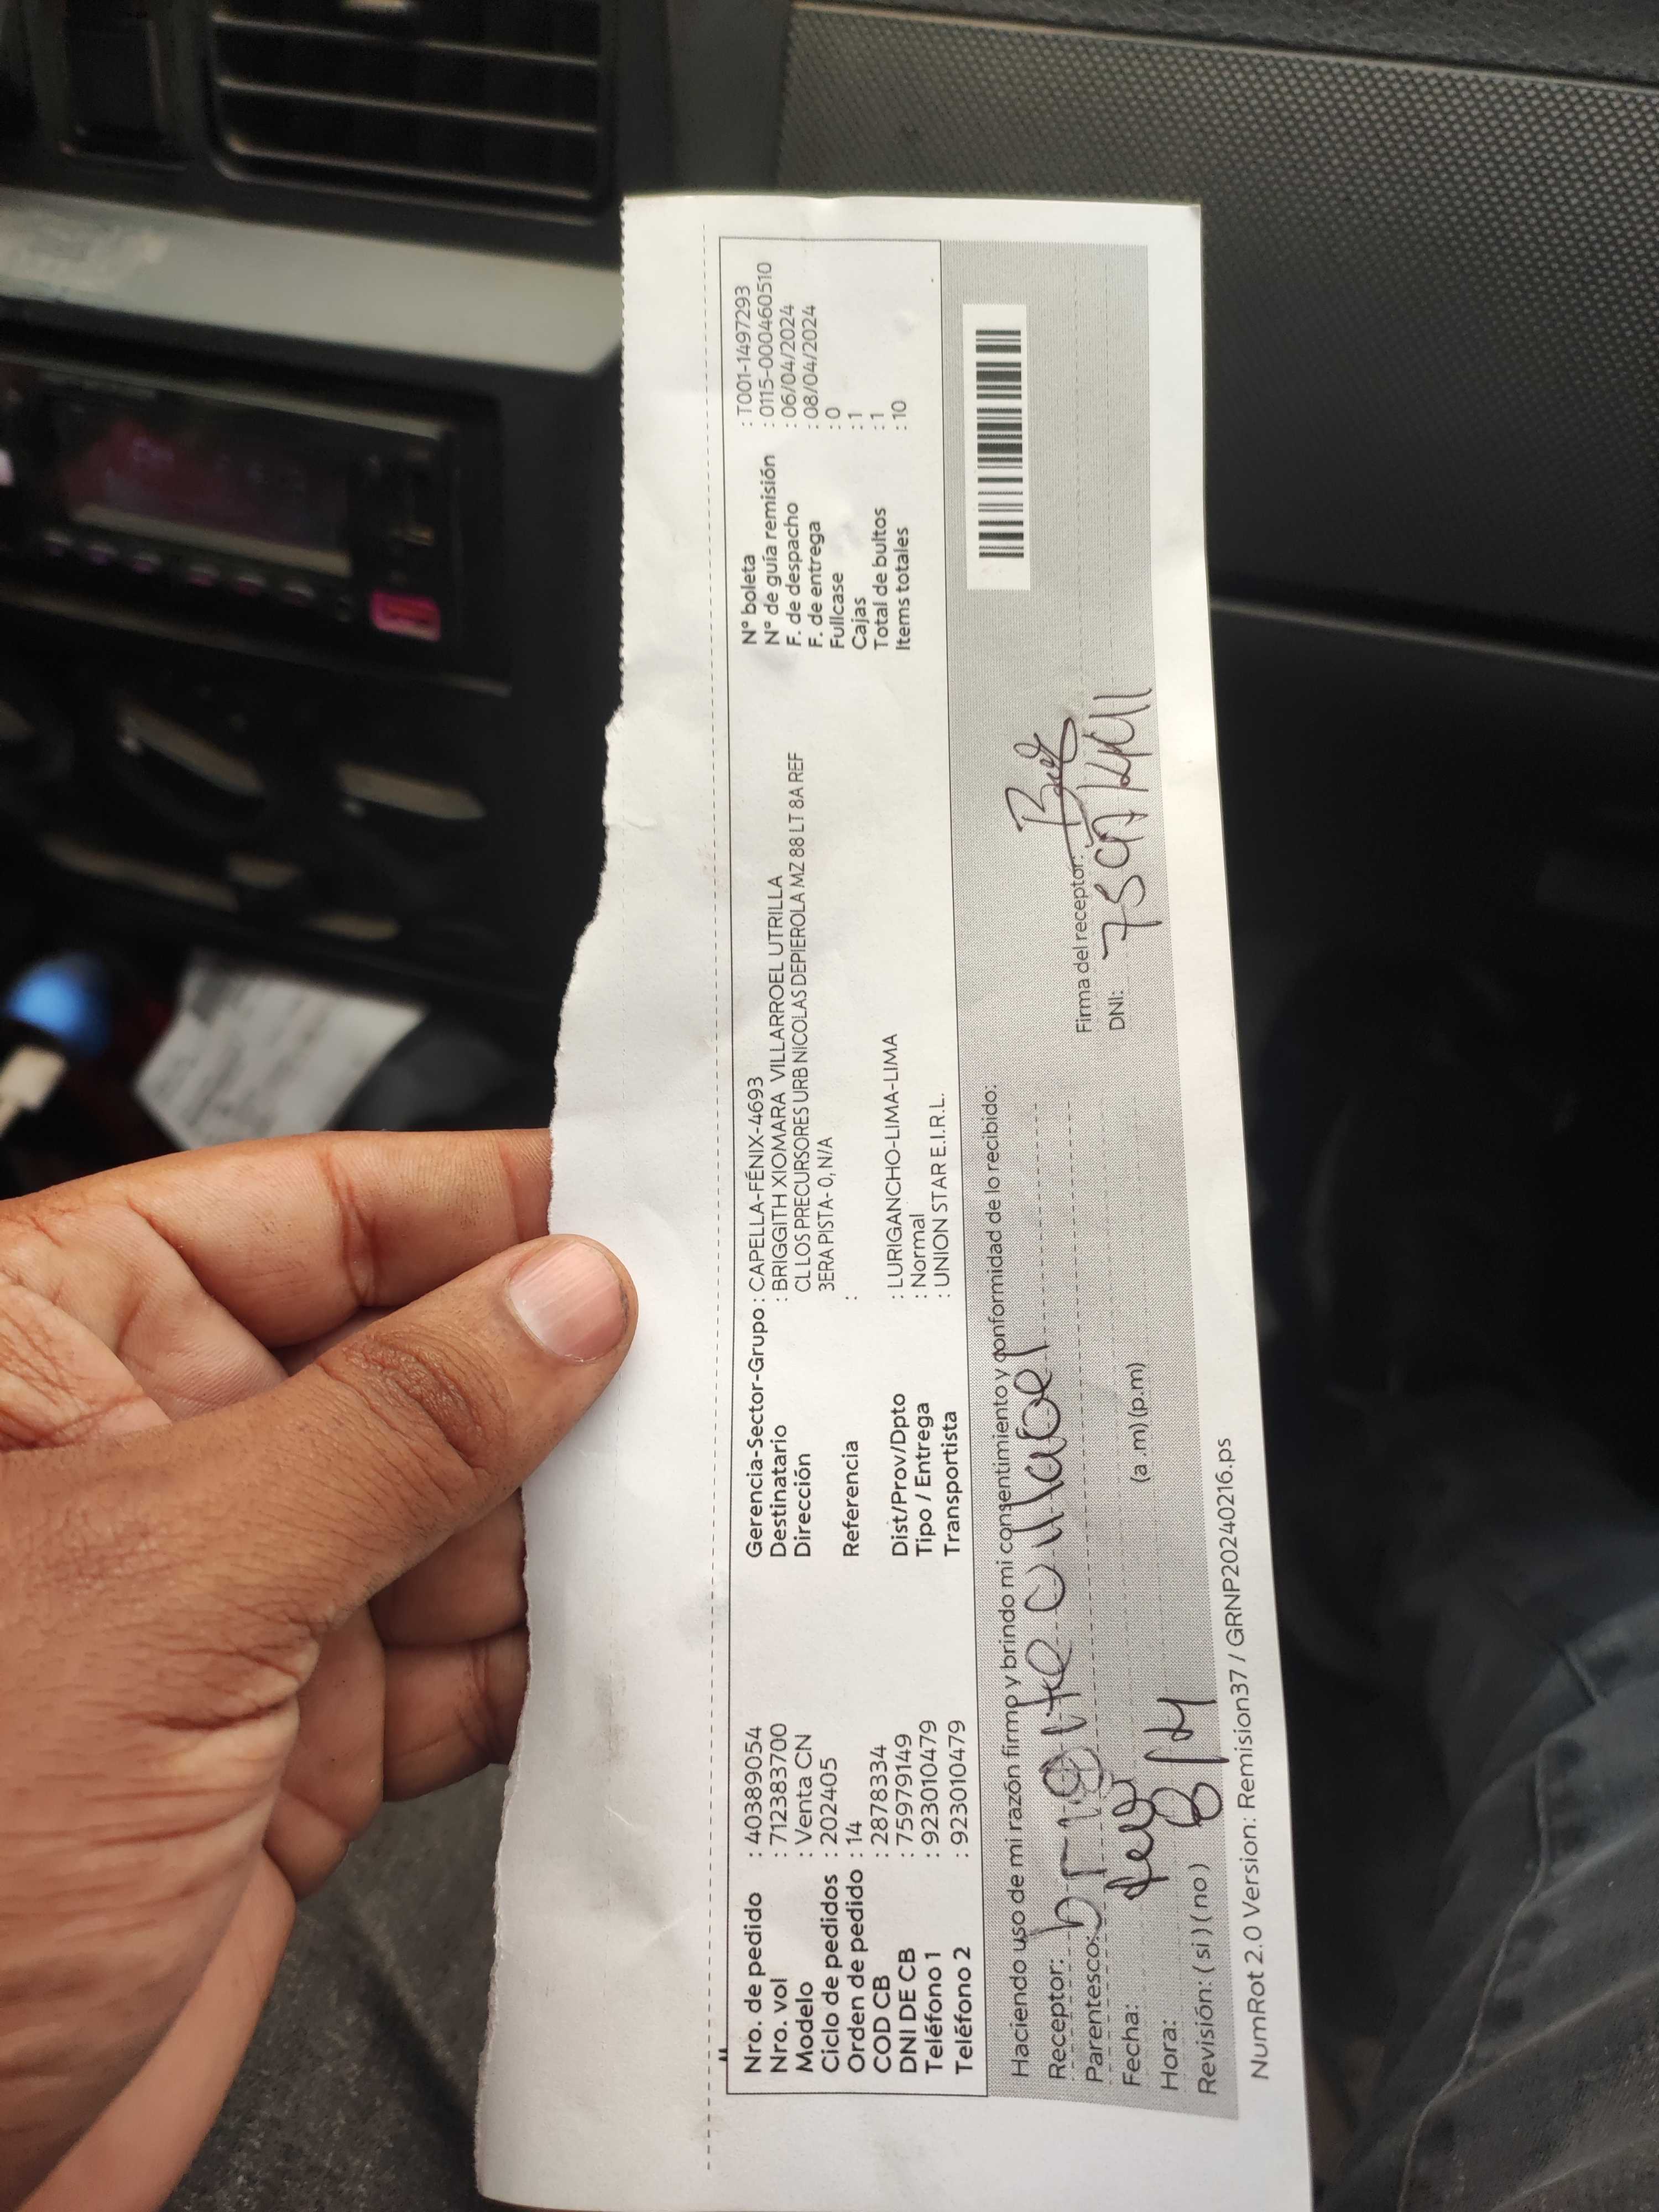 Nro. de pedido : 40389054
Nro. vol : 712383700
Modelo : Venta CN
Ciclo de pedidos : 202405
Orden de pedido : 14
COD CB : 2878334
DNI DE CB : 75979149
Teléfono 1 : 923010479
Teléfono 2 : 923010479
Gerencia-Sector-Grupo : CAPELLA-FÉNIX-4693
Destinatario : BRIGGITH XIOMARA VILLARROEL UTRILLA
Dirección CL LOS PRECURSORES URB NICOLAS DEPIEROLA MZ 88 LT 8A REF
3ERA PISTA- 0, N/A
Referencia :
Dist/Prov/Dpto : LURIGANCHO-LIMA-LIMA
Tipo / Entrega : Normal
Transportista : UNION STAR E.I.R.L.
N° boleta : T001-1497293
N° de guía remisión : 0115-000460510
F. de despacho : 06/04/2024
F. de entrega : 08/04/2024
Fullcase : 0
Cajas : 1
Total de bultos : 1
Items totales : 10
Haciendo uso de mi razón firmo y brindo mi consentimiento y conformidad de lo recibido:
Receptor:
Parentesco:
Fecha: 8/4
Hora: (a .m) (p.m)
Revisión: ( si ) ( no )
Firma del receptor:
DNI:
NumRot 2.0 Version: Remision37 / GRNP20240216.ps